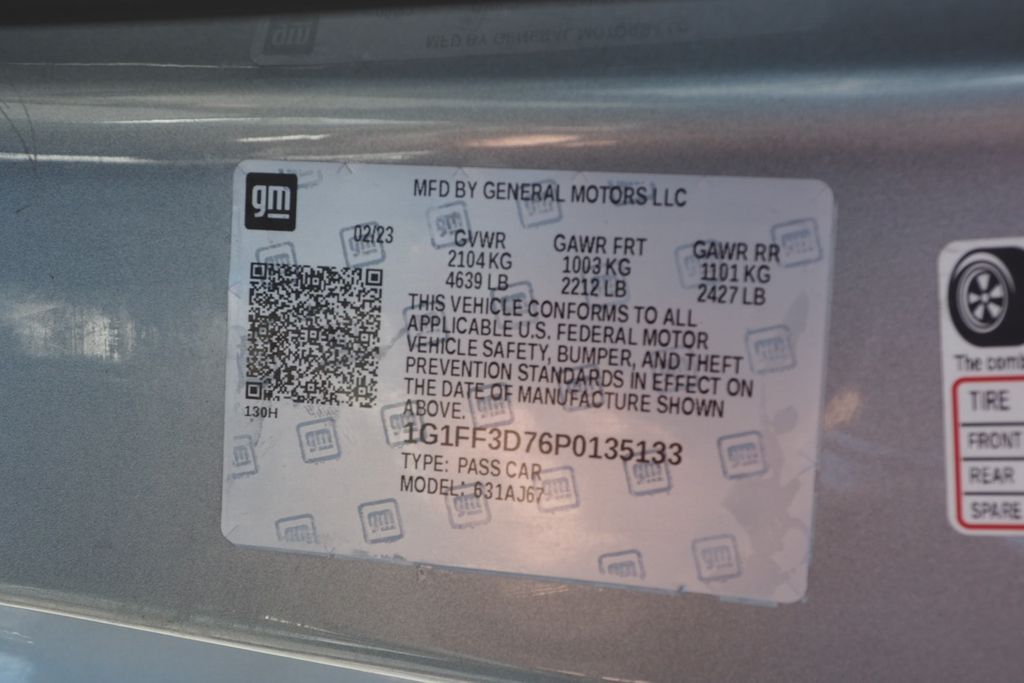 gm
MFD BY GENERAL MOTORS LLC
02/23
GVWR GAWR FRT GAWR RR
2104 KG 1003 KG 1101 KG
4639 LB 2212 LB 2427 LB
THIS VEHICLE CONFORMS TO ALL
APPLICABLE U.S. FEDERAL MOTOR
VEHICLE SAFETY, BUMPER, AND THEFT
PREVENTION STANDARDS IN EFFECT ON
THE DATE OF MANUFACTURE SHOWN
ABOVE.
130H
1G1FF3D76P0135133
TYPE: PASS CAR
MODEL: 631AJ67
The
TIRE
FRONT
REAR
SPARE